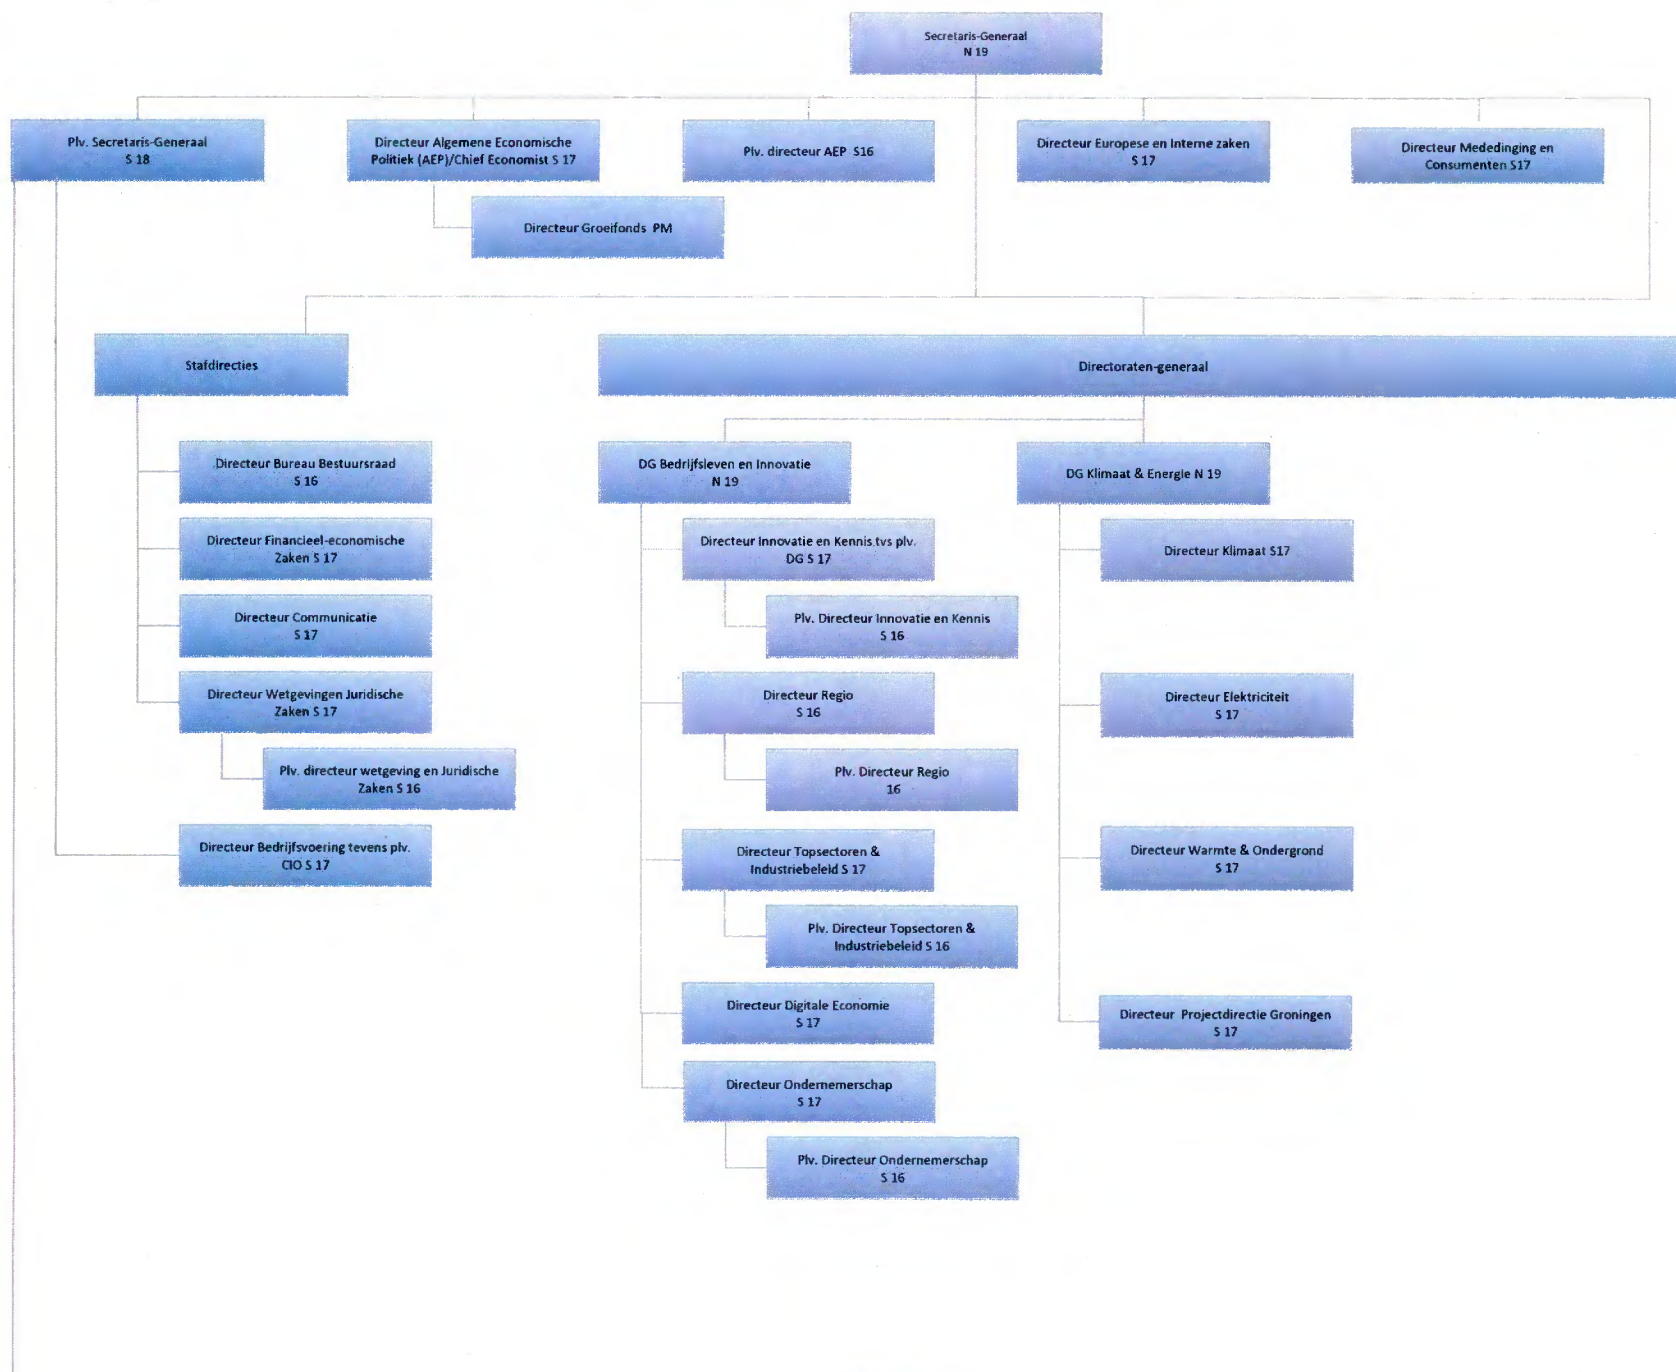 Secretaris-Generaal
N 19
Plv. Secretaris-Generaal
S 18
Directeur Algemene Economische
Politiek (AEP)/Chief Economist S 17
Plv. directeur AEP S16
Directeur Europese en Interne zaken
S 17
Directeur Mededinging en
Consumenten S17
Directeur Groeifonds PM
Stafdirecties
Directoraten-generaal
Directeur Bureau Bestuursraad
S 16
Directeur Financieel-economische
Zaken S 17
Directeur Communicatie
S 17
Directeur Wetgevingen Juridische
Zaken S 17
Plv. directeur wetgeving en Juridische
Zaken S 16
Directeur Bedrijfsvoering tevens plv.
CIO S 17
DG Bedrijfsleven en Innovatie
N 19
Directeur Innovatie en Kennis tvs plv.
DG S 17
Plv. Directeur Innovatie en Kennis
S 16
Directeur Regio
S 16
Plv. Directeur Regio
16
Directeur Topsectoren &
Industriebeleid S 17
Plv. Directeur Topsectoren &
Industriebeleid S 16
Directeur Digitale Economie
S 17
Directeur Ondernemerschap
S 17
Plv. Directeur Ondernemerschap
S 16
DG Klimaat & Energie N 19
Directeur Klimaat S17
Directeur Elektriciteit
S 17
Directeur Warmte & Ondergrond
S 17
Directeur Projectdirectie Groningen
S 17